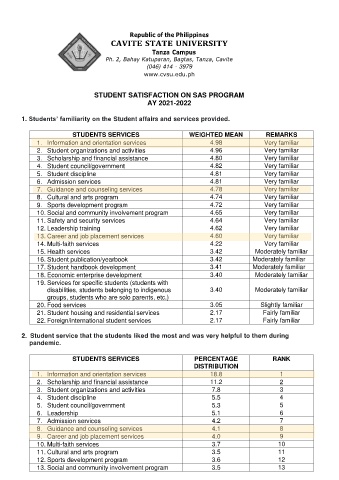 Republic of the Philippines
CAVITE STATE UNIVERSITY
Tanza Campus
Ph. 2, Bahay Katuparan, Bagtas, Tanza, Cavite
(046) 414 - 3979
www.cvsu.edu.ph
STUDENT SATISFACTION ON SAS PROGRAM
AY 2021-2022
1. Students' familiarity on the Student affairs and services provided.
STUDENTS SERVICES WEIGHTED MEAN REMARKS
1. Information and orientation services 4.98 Very familiar
2. Student organizations and activities 4.96 Very familiar
3. Scholarship and financial assistance 4.80 Very familiar
4. Student council/government 4.82 Very familiar
5. Student discipline 4.81 Very familiar
6. Admission services 4.81 Very familiar
7. Guidance and counseling services 4.78 Very familiar
8. Cultural and arts program 4.74 Very familiar
9. Sports development program 4.72 Very familiar
10. Social and community involvement program 4.65 Very familiar
11. Safety and security services 4.64 Very familiar
12. Leadership training 4.62 Very familiar
13. Career and job placement services 4.60 Very familiar
14. Multi-faith services 4.22 Very familiar
15. Health services 3.42 Moderately familiar
16. Student publication/yearbook 3.42 Moderately familiar
17. Student handbook development 3.41 Moderately familiar
18. Economic enterprise development 3.40 Moderately familiar
19. Services for specific students (students with
disabilities, students belonging to indigenous 3.40 Moderately familiar
groups, students who are solo parents, etc.)
20. Food services 3.05 Slightly familiar
21. Student housing and residential services 2.17 Fairly familiar
22. Foreign/International student services 2.17 Fairly familiar
2. Student service that the students liked the most and was very helpful to them during
pandemic.
STUDENTS SERVICES PERCENTAGE RANK
DISTRIBUTION
1. Information and orientation services 18.8 1
2. Scholarship and financial assistance 11.2 2
3. Student organizations and activities 7.8 3
4. Student discipline 5.5 4
5. Student council/government 5.3 5
6. Leadership 5.1 6
7. Admission services 4.2 7
8. Guidance and counseling services 4.1 8
9. Career and job placement services 4.0 9
10. Multi-faith services 3.7 10
11. Cultural and arts program 3.5 11
12. Sports development program 3.6 12
13. Social and community involvement program 3.5 13